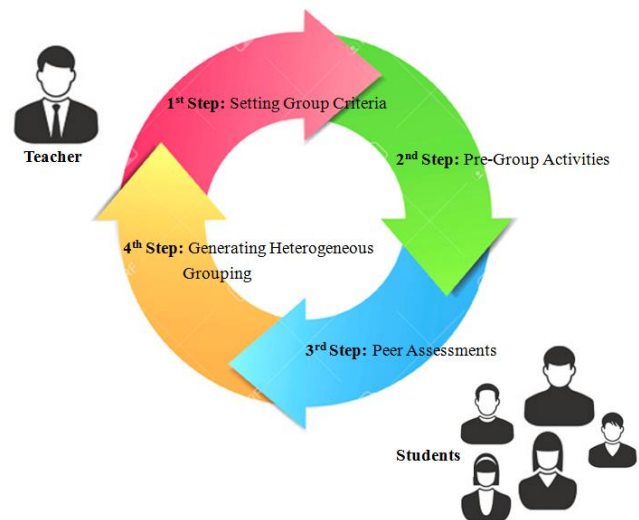 1st Step: Setting Group Criteria
Teacher
2nd Step: Pre-Group Activities
4th Step: Generating Heterogeneous
Grouping
3rd Step: Peer Assessments
Students